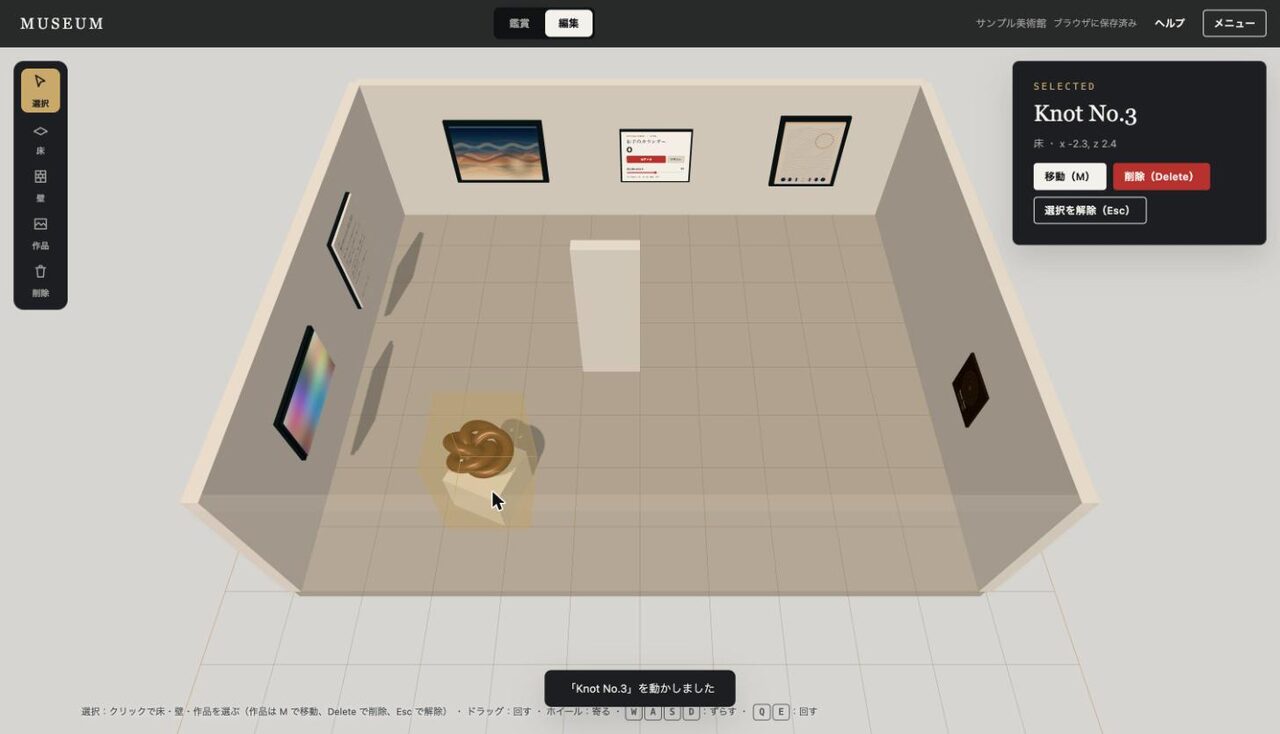 MUSEUM
鑑賞
編集
サンプル美術館 ブラウザに保存済み
ヘルプ
メニュー
選択
床
壁
作品
削除
SELECTED
Knot No.3
床 · x -2.3, z 2.4
移動（M）
削除（Delete）
選択を解除（Esc）
「Knot No.3」を動かしました
選択：クリックで床・壁・作品を選ぶ（作品は M で移動、Delete で削除、Esc で解除） · ドラッグ：回す · ホイール：寄る · W A S D：ずらす · Q E：回す